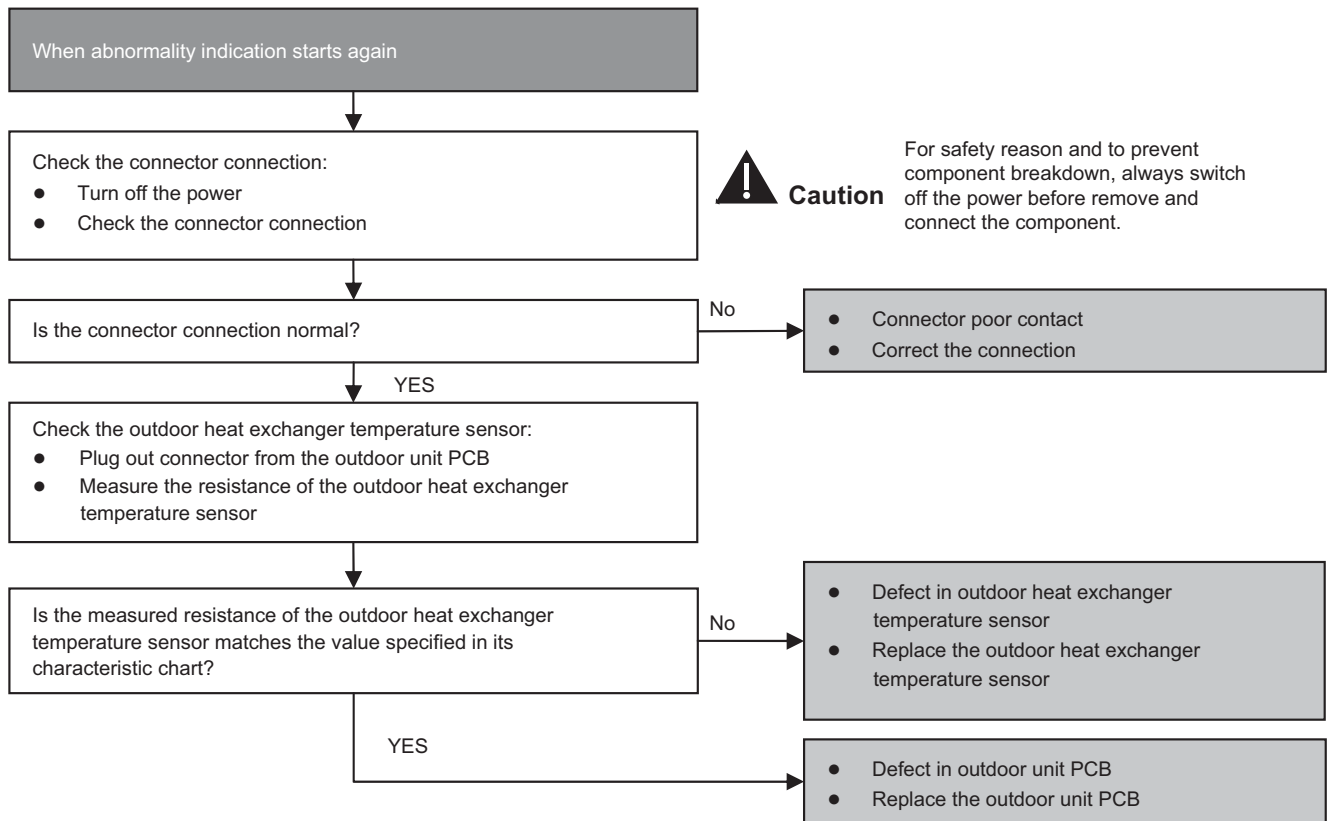 When abnormality indication starts again
Check the connector connection:
● Turn off the power
● Check the connector connection
Caution
For safety reason and to prevent
component breakdown, always switch
off the power before remove and
connect the component.
Is the connector connection normal?
No
● Connector poor contact
● Correct the connection
YES
Check the outdoor heat exchanger temperature sensor:
● Plug out connector from the outdoor unit PCB
● Measure the resistance of the outdoor heat exchanger
temperature sensor
Is the measured resistance of the outdoor heat exchanger
temperature sensor matches the value specified in its
characteristic chart?
No
● Defect in outdoor heat exchanger
temperature sensor
● Replace the outdoor heat exchanger
temperature sensor
YES
● Defect in outdoor unit PCB
● Replace the outdoor unit PCB